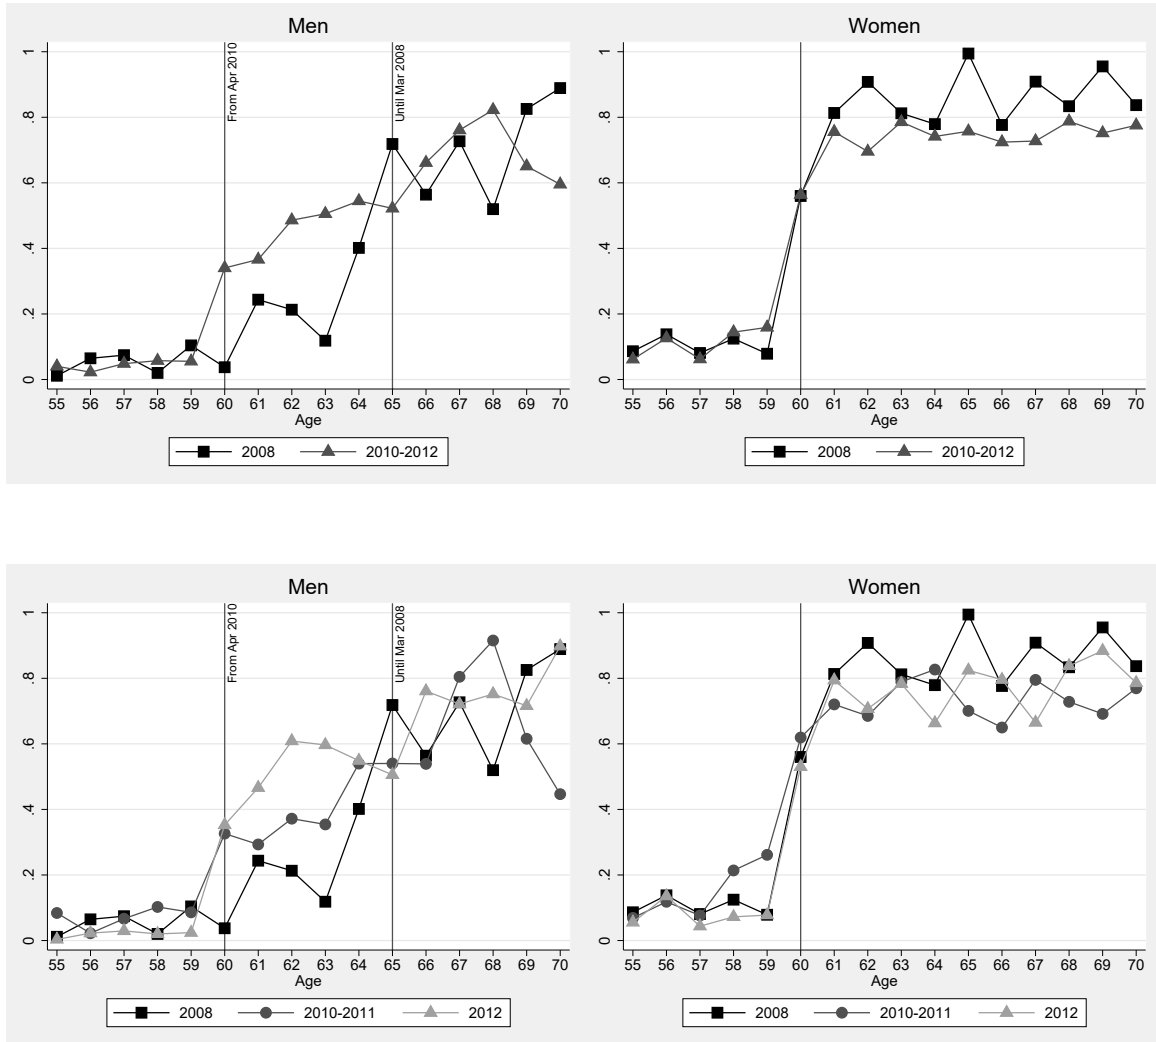 Men
Women
0 .2 .4 .6 .8 1
From Apr 2010
Until Mar 2008
55 56 57 58 59 60 61 62 63 64 65 66 67 68 69 70
Age
2008 2010-2012
0 .2 .4 .6 .8 1
55 56 57 58 59 60 61 62 63 64 65 66 67 68 69 70
Age
2008 2010-2012
Men
Women
0 .2 .4 .6 .8 1
From Apr 2010
Until Mar 2008
55 56 57 58 59 60 61 62 63 64 65 66 67 68 69 70
Age
2008 2010-2011 2012
0 .2 .4 .6 .8 1
55 56 57 58 59 60 61 62 63 64 65 66 67 68 69 70
Age
2008 2010-2011 2012